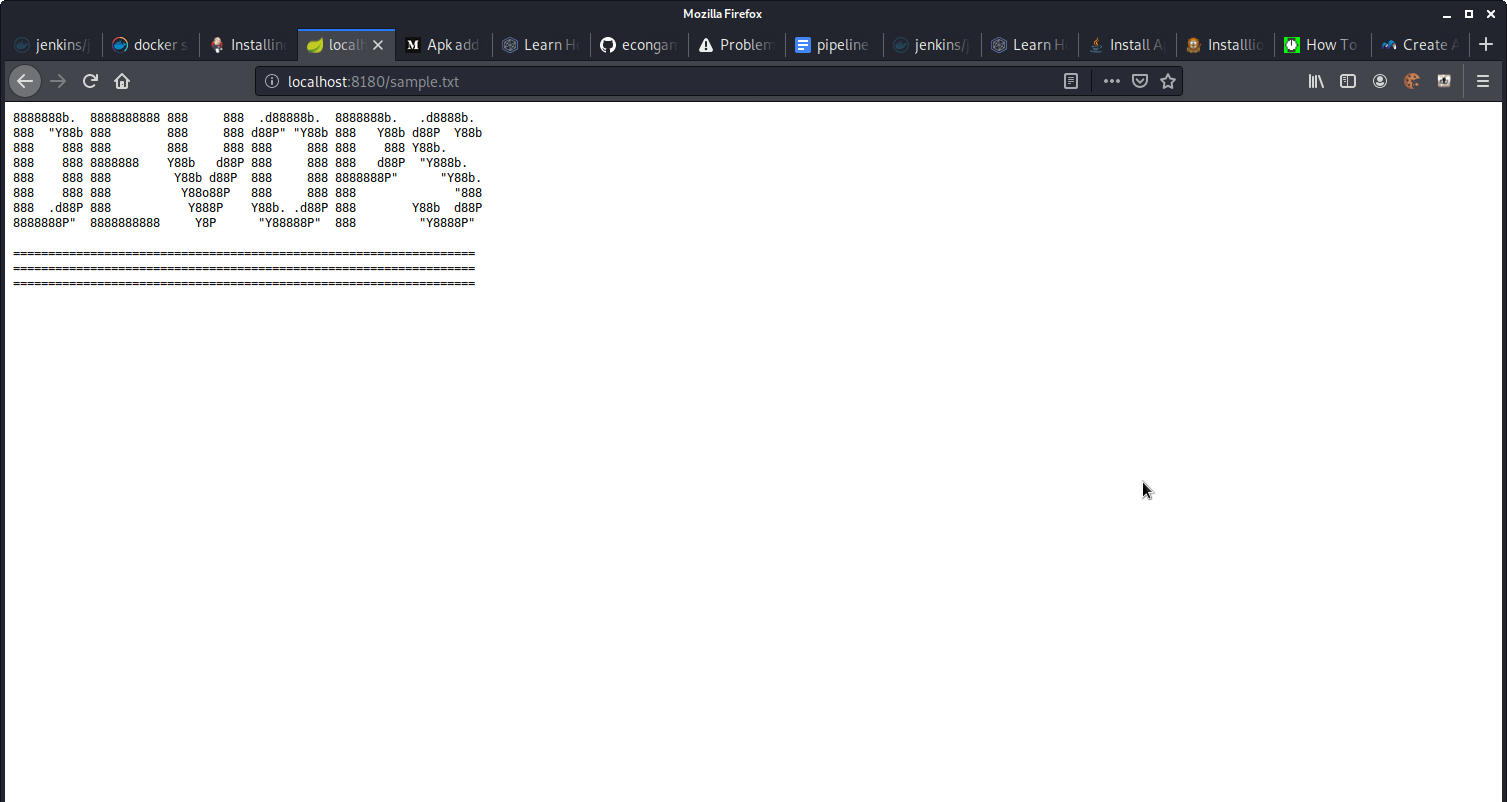 Mozilla Firefox
jenkins/j docker s Installin localh Apk add Learn H econgan Problem pipeline jenkins/j Learn H Install A Installlio How To Create A
localhost:8180/sample.txt
8888888b.  8888888888 888     888  .d88888b.  8888888b.   .d8888b.
888  "Y88b 888        888     888 d88P" "Y88b 888   Y88b d88P  Y88b
888    888 888        888     888 888     888 888    888 Y88b.
888    888 8888888    Y88b   d88P 888     888 888   d88P  "Y888b.
888    888 888         Y88b d88P  888     888 8888888P"      "Y88b.
888    888 888          Y88o88P   888     888 888              "888
888  .d88P 888           Y888P    Y88b. .d88P 888        Y88b  d88P
8888888P"  8888888888     Y8P      "Y88888P"  888         "Y8888P"
==================================================================
==================================================================
==================================================================